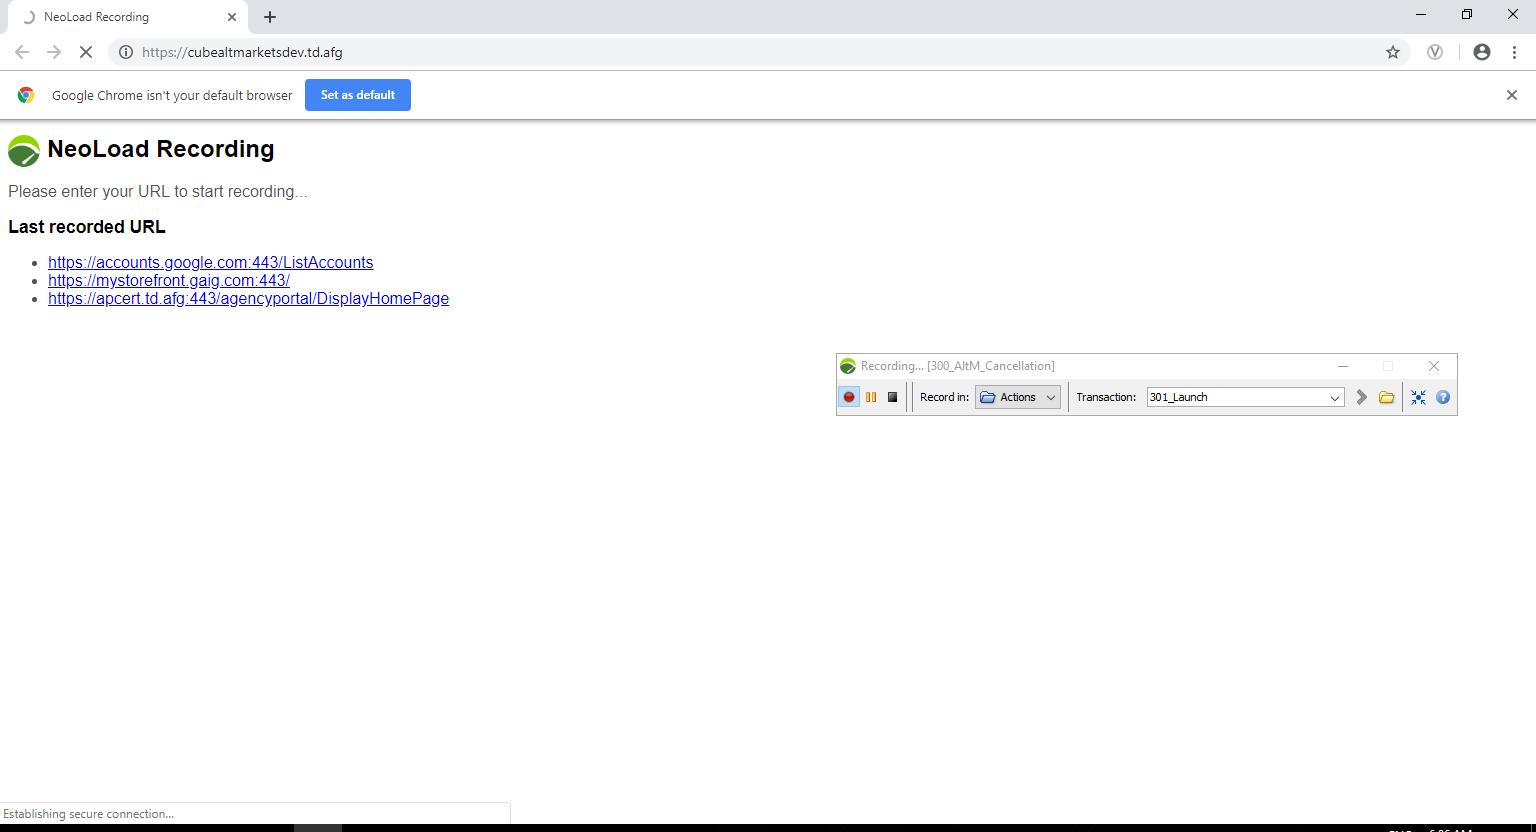 NeoLoad Recording
https://cubealtmarketsdev.td.afg
Google Chrome isn't your default browser Set as default
NeoLoad Recording
Please enter your URL to start recording...
Last recorded URL
https://accounts.google.com:443/ListAccounts
https://mystorefront.gaig.com:443/
https://apcert.td.afg:443/agencyportal/DisplayHomePage
Recording... [300_AltM_Cancellation]
Record in: Actions Transaction: 301_Launch
Establishing secure connection...